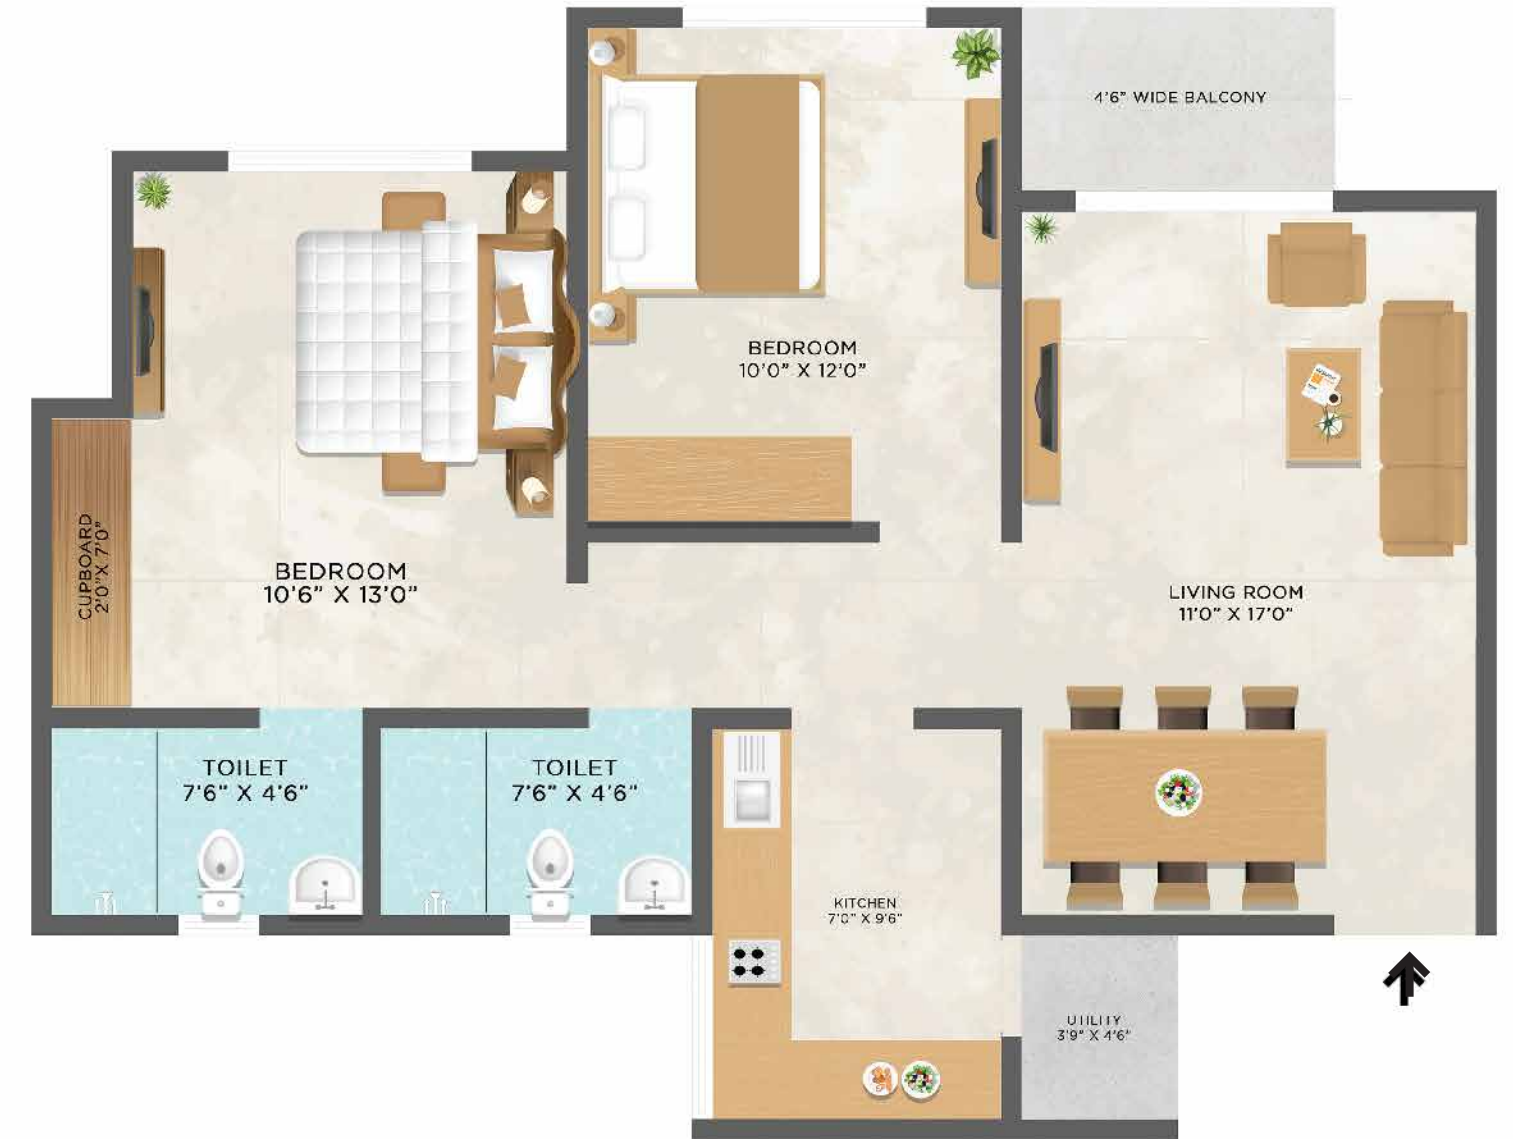 4'6” WIDE BALCONY
BEDROOM
10'0” X 12'0”
CUPBOARD
2'0”X 7'0”
BEDROOM
10'6” X 13'0”
LIVING ROOM
11'0” X 17'0”
TOILET
7'6” X 4'6”
TOILET
7'6” X 4'6”
KITCHEN
7'0” X 9'6”
UTILITY
3'9” X 4'6”